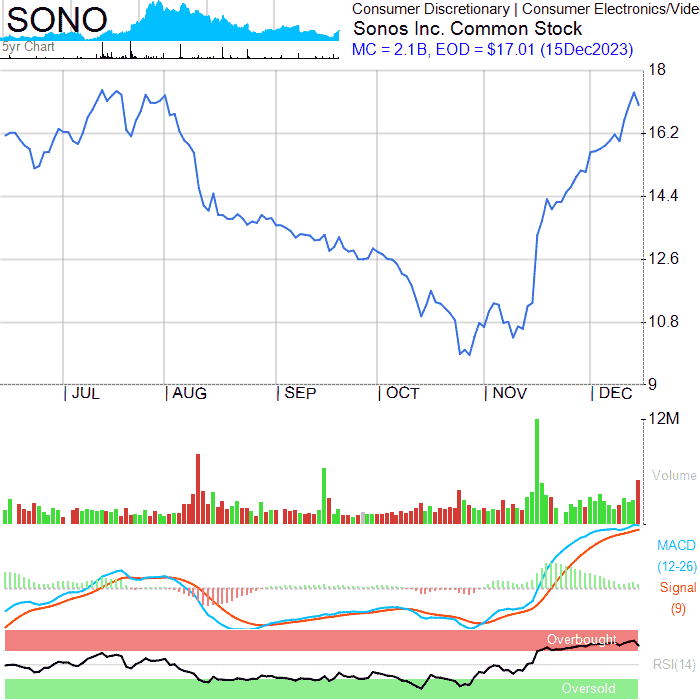 SONO
5yr Chart
Consumer Discretionary | Consumer Electronics/Vide
Sonos Inc. Common Stock
MC = 2.1B, EOD = $17.01 (15Dec2023)
18
16.2
14.4
12.6
10.8
9
JUL AUG SEP OCT NOV DEC
12M
Volume
MACD
(12-26)
Signal
(9)
Overbought
RSI(14)
Oversold